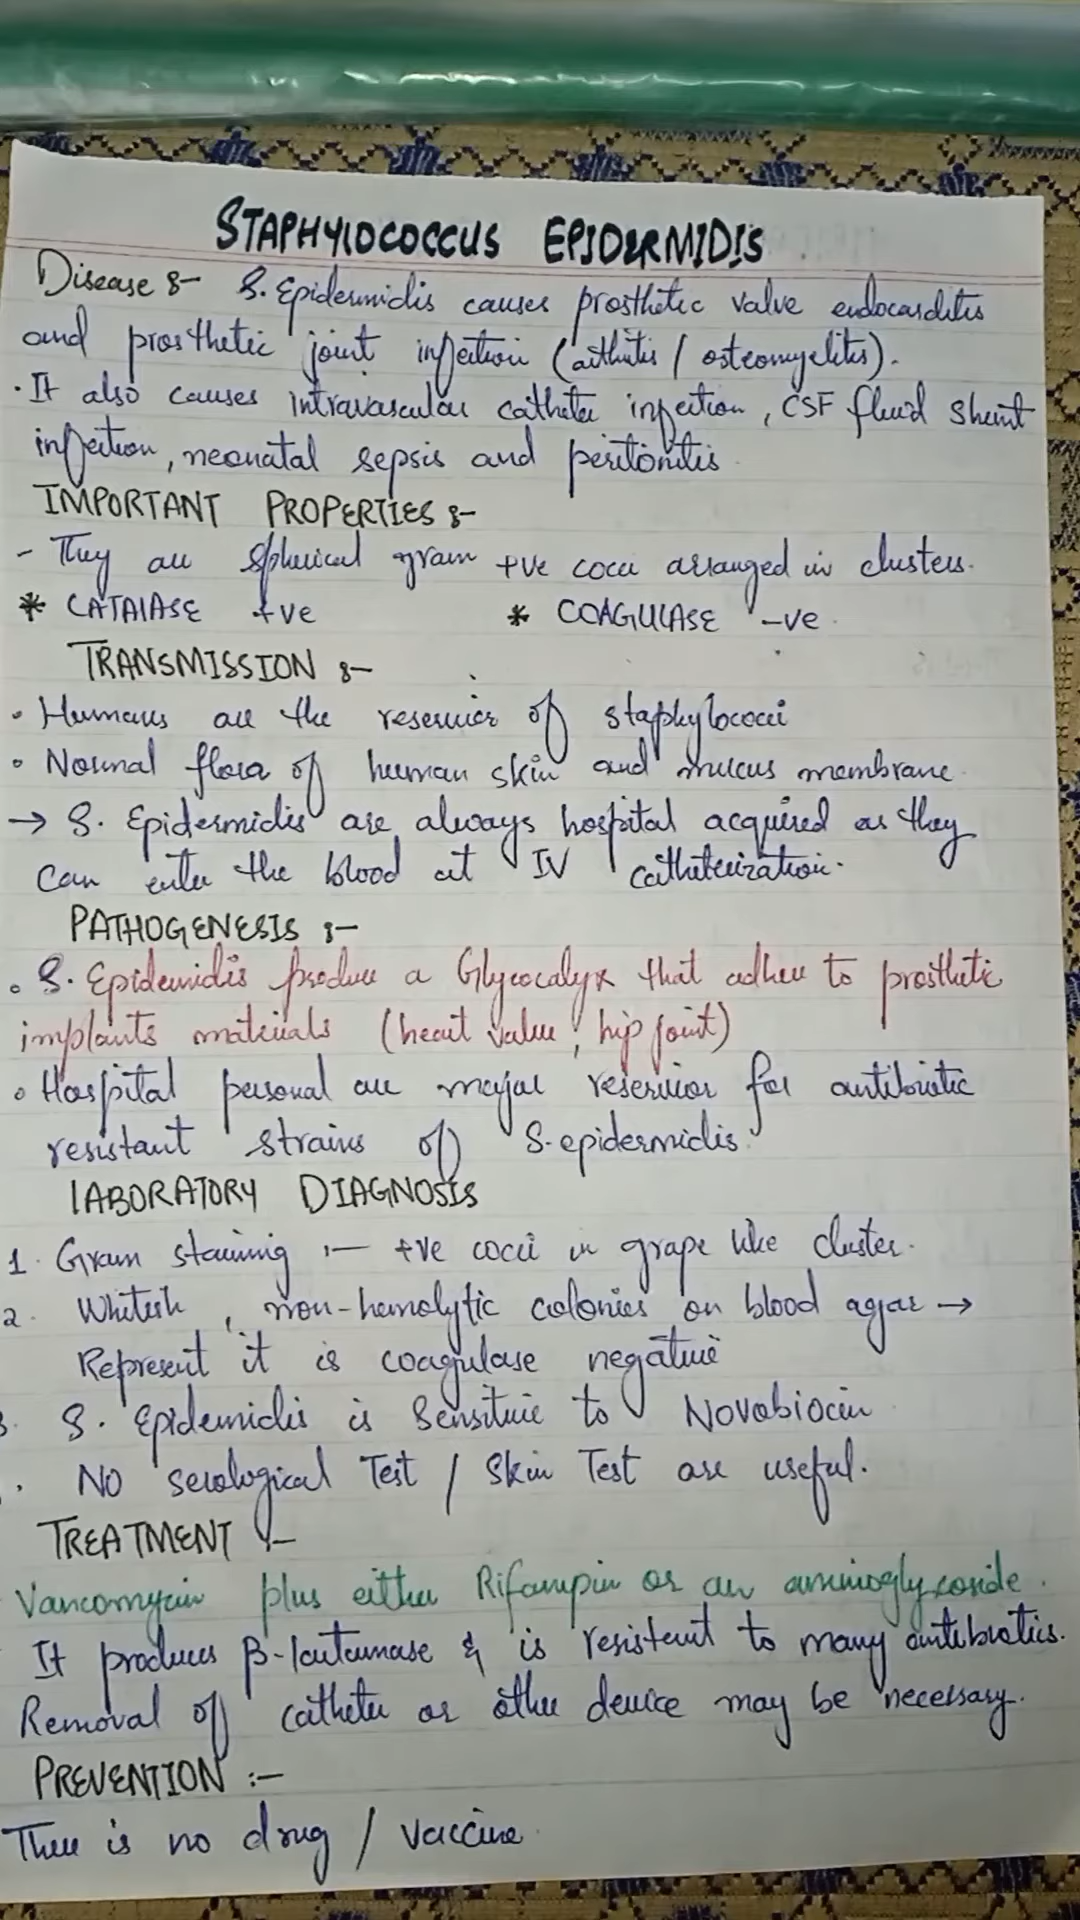 STAPHYLOCOCCUS EPIDERMIDIS
Disease :- S. Epidermidis causes prosthetic valve endocarditis
and prosthetic joint infection (arthitis / osteomyelitis).
· It also causes intravascular catheter infection, CSF fluid shunt
infection, neonatal sepsis and peritonitis
IMPORTANT PROPERTIES :-
- They are spherical gram +ve cocci arranged in clusters.
* CATALASE +ve * COAGULASE -ve
TRANSMISSION :-
• Humans are the reservior of staphylococci
• Normal flora of human skin and mucus membrane
→ S. Epidermidis are always hospital acquired as they
can enter the blood at IV catheterization.
PATHOGENESIS :-
• S. Epidermidis produce a Glycocalyx that adhere to prosthetic
implants materials (heart valve, hip joint)
• Hospital personal are major reservior for antibiotic
resistant strains of S. epidermidis.
LABORATORY DIAGNOSIS
1. Gram staining :- +ve cocci in grape like cluster.
2. Whitish, non-hemolytic colonies on blood agar →
Represent it is coagulase negative
3. S. Epidermidis is Sensitive to Novobiocin
. No serological Test / Skin Test are useful.
TREATMENT :-
Vancomycin plus either Rifampin or an aminoglycoside.
It produces β-lactamase & is resistent to many antibiotics.
Removal of catheter or other device may be necessary.
PREVENTION :-
There is no drug / vaccine